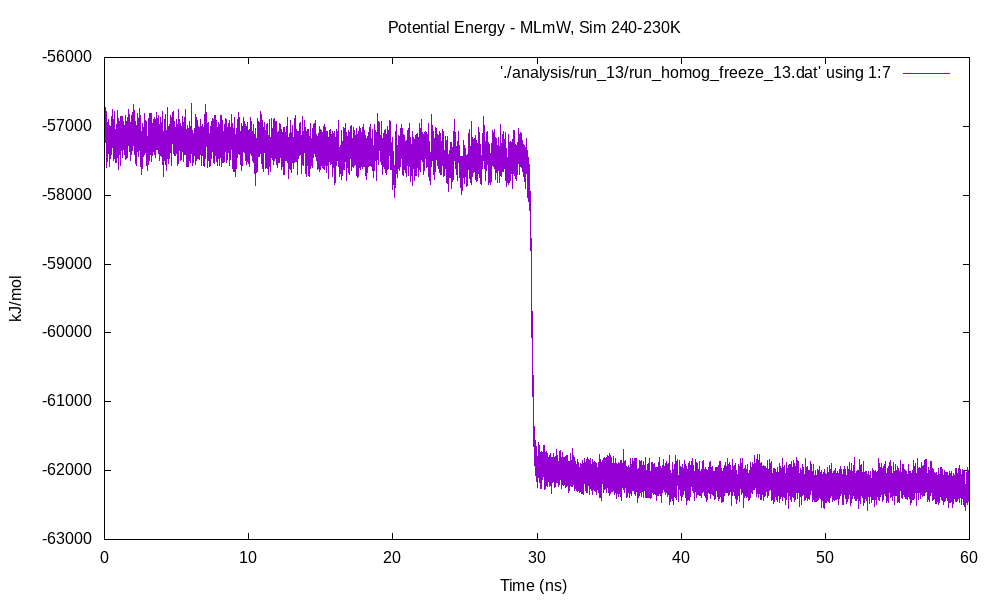 Potential Energy - MLmW, Sim 240-230K
-56000
'./analysis/run_13/run_homog_freeze_13.dat' using 1:7
-57000
-58000
-59000
kJ/mol
-60000
-61000
-62000
-63000
0 10 20 30 40 50 60
Time (ns)